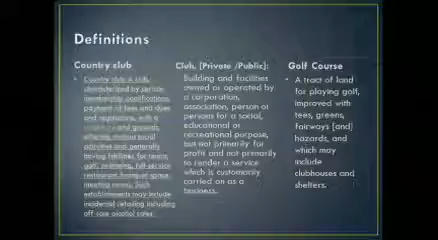 Definitions
Country club
Country club is club,
characterized by service
membership qualifications,
payment of fees and dues
and regulations, with a
and grounds
offering various social
activities and generally
having facilities for tennis,
golf, swimming, full service
restaurant banquet space
meeting rooms. Such
establishments may include
incidental retailing including
off-sale alcohol sales.
Club, [Private /Public]:
Building and facilities
owned or operated by
a corporation,
association, person or
persons for a social,
educational or
recreational purpose,
but not primarily for
profit and not primarily
to render a service
which is customarily
carried on as a
business.
Golf Course
• A tract of land
for playing golf,
improved with
tees, greens,
fairways [and]
hazards, and
which may
include
clubhouses and
shelters.